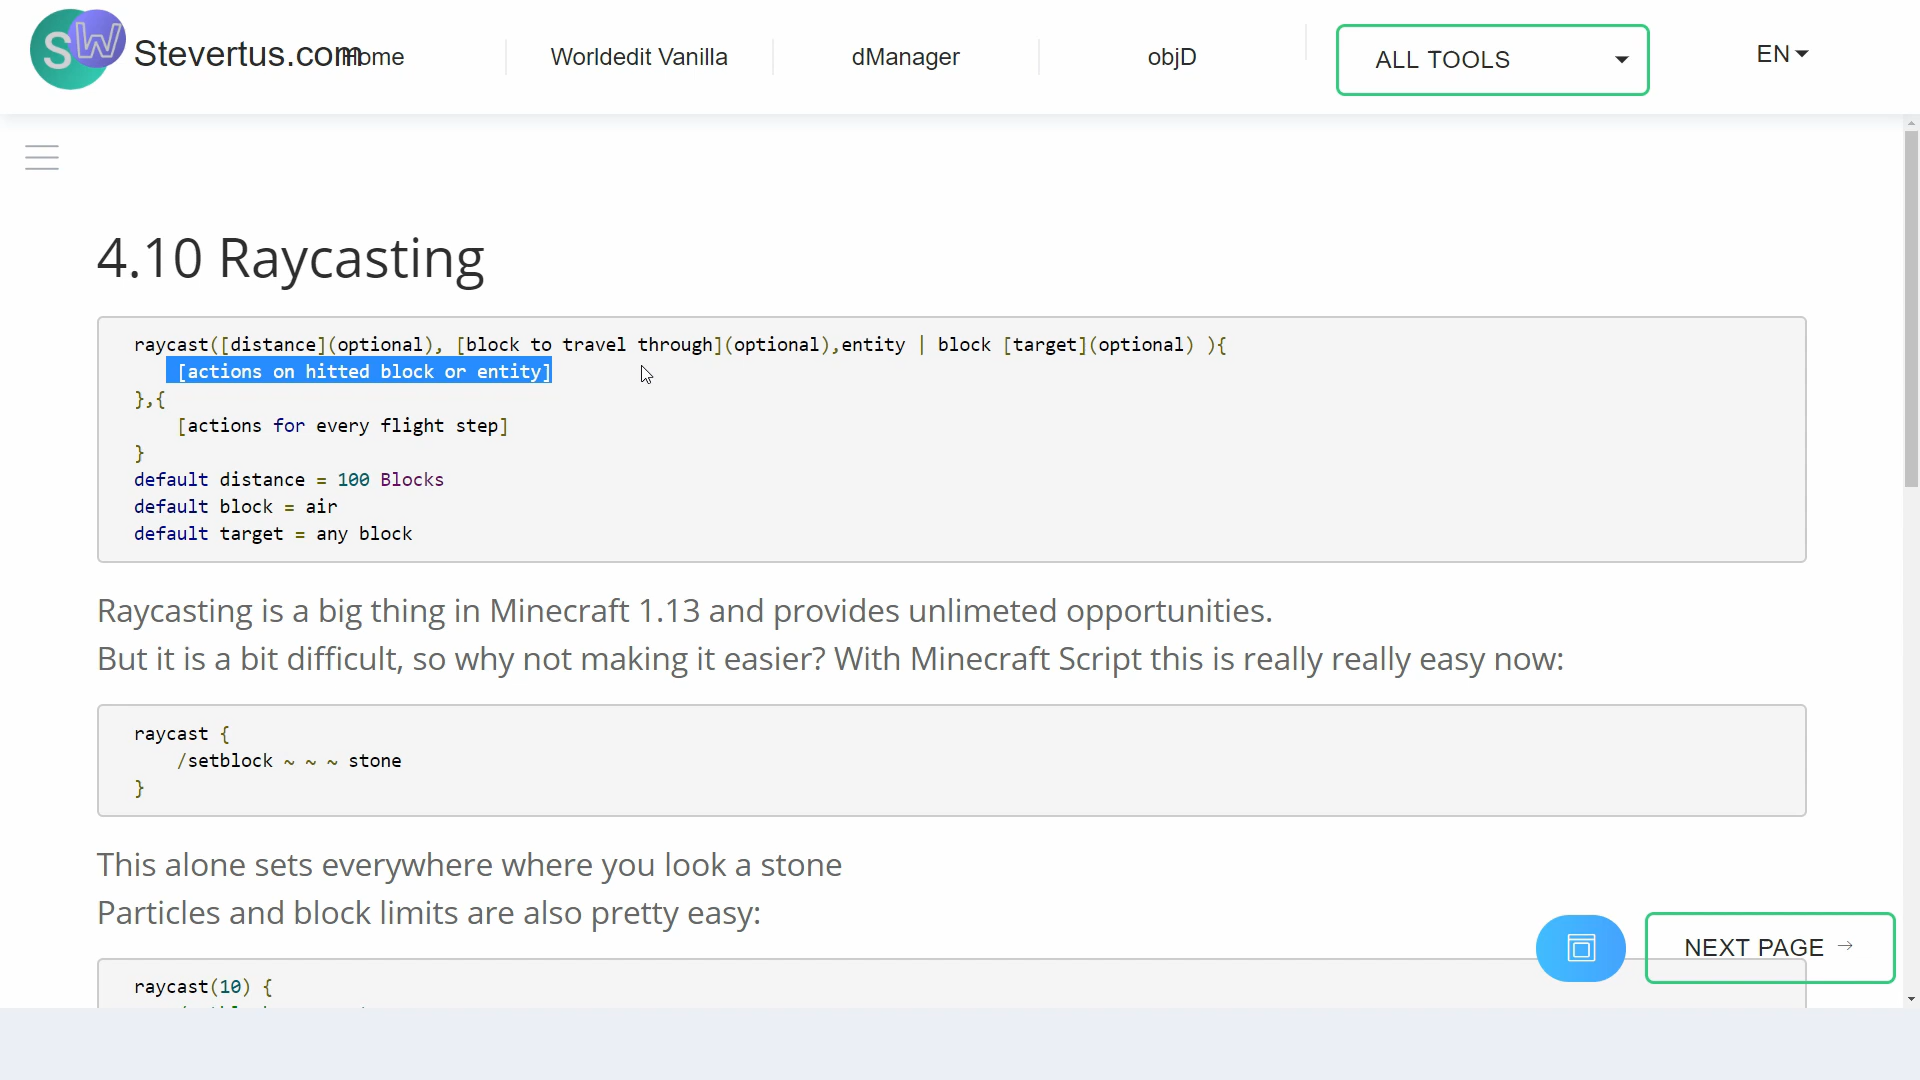 SW Stevertus.com
Home
Worldedit Vanilla
dManager
objD
ALL TOOLS
EN
4.10 Raycasting
raycast([distance](optional), [block to travel through](optional),entity | block [target](optional) ){
[actions on hitted block or entity]
},{
[actions for every flight step]
}
default distance = 100 Blocks
default block = air
default target = any block
Raycasting is a big thing in Minecraft 1.13 and provides unlimeted opportunities.
But it is a bit difficult, so why not making it easier? With Minecraft Script this is really really easy now:
raycast {
/setblock ~ ~ ~ stone
}
This alone sets everywhere where you look a stone
Particles and block limits are also pretty easy:
NEXT PAGE →
raycast(10) {